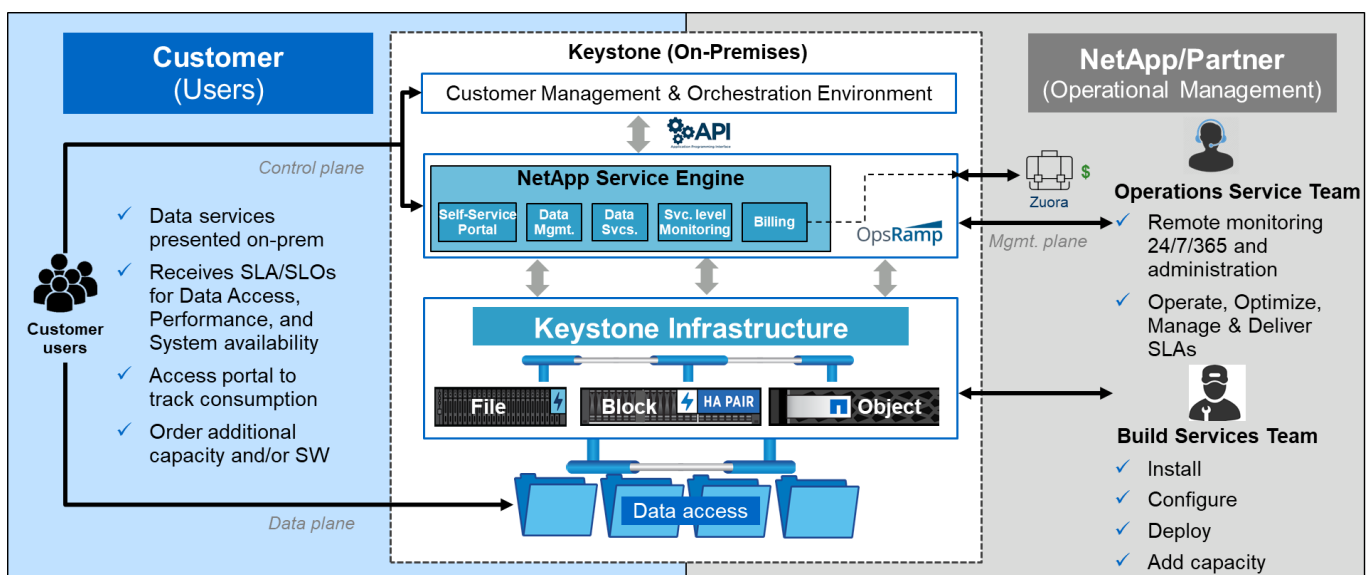 Customer
(Users)
Control plane
Data services
presented on-prem
Receives SLA/SLOs
for Data Access,
Performance, and
System availability
Access portal to
track consumption
Order additional
capacity and/or SW
Customer
users
Data plane
Keystone (On-Premises)
Customer Management & Orchestration Environment
API
Application Programming Interface
NetApp Service Engine
Self-Service
Portal
Data
Mgmt.
Data
Svcs.
Svc. level
Monitoring
Billing
OpsRamp
Keystone Infrastructure
File
Block
HA PAIR
Object
Data access
NetApp/Partner
(Operational Management)
$
Zuora
Mgmt. plane
Operations Service Team
Remote monitoring
24/7/365 and
administration
Operate, Optimize,
Manage & Deliver
SLAs
Build Services Team
Install
Configure
Deploy
Add capacity